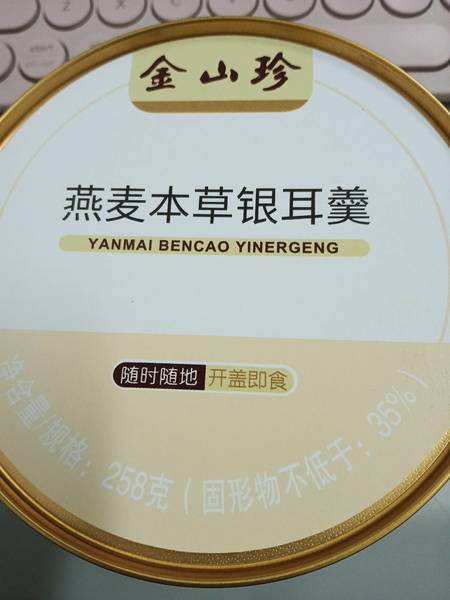 金山珍
燕麦本草银耳羹
YANMAI BENCAO YINERGENG
随时随地 开盖即食
净含量/规格：258克（固形物不低于：35%）